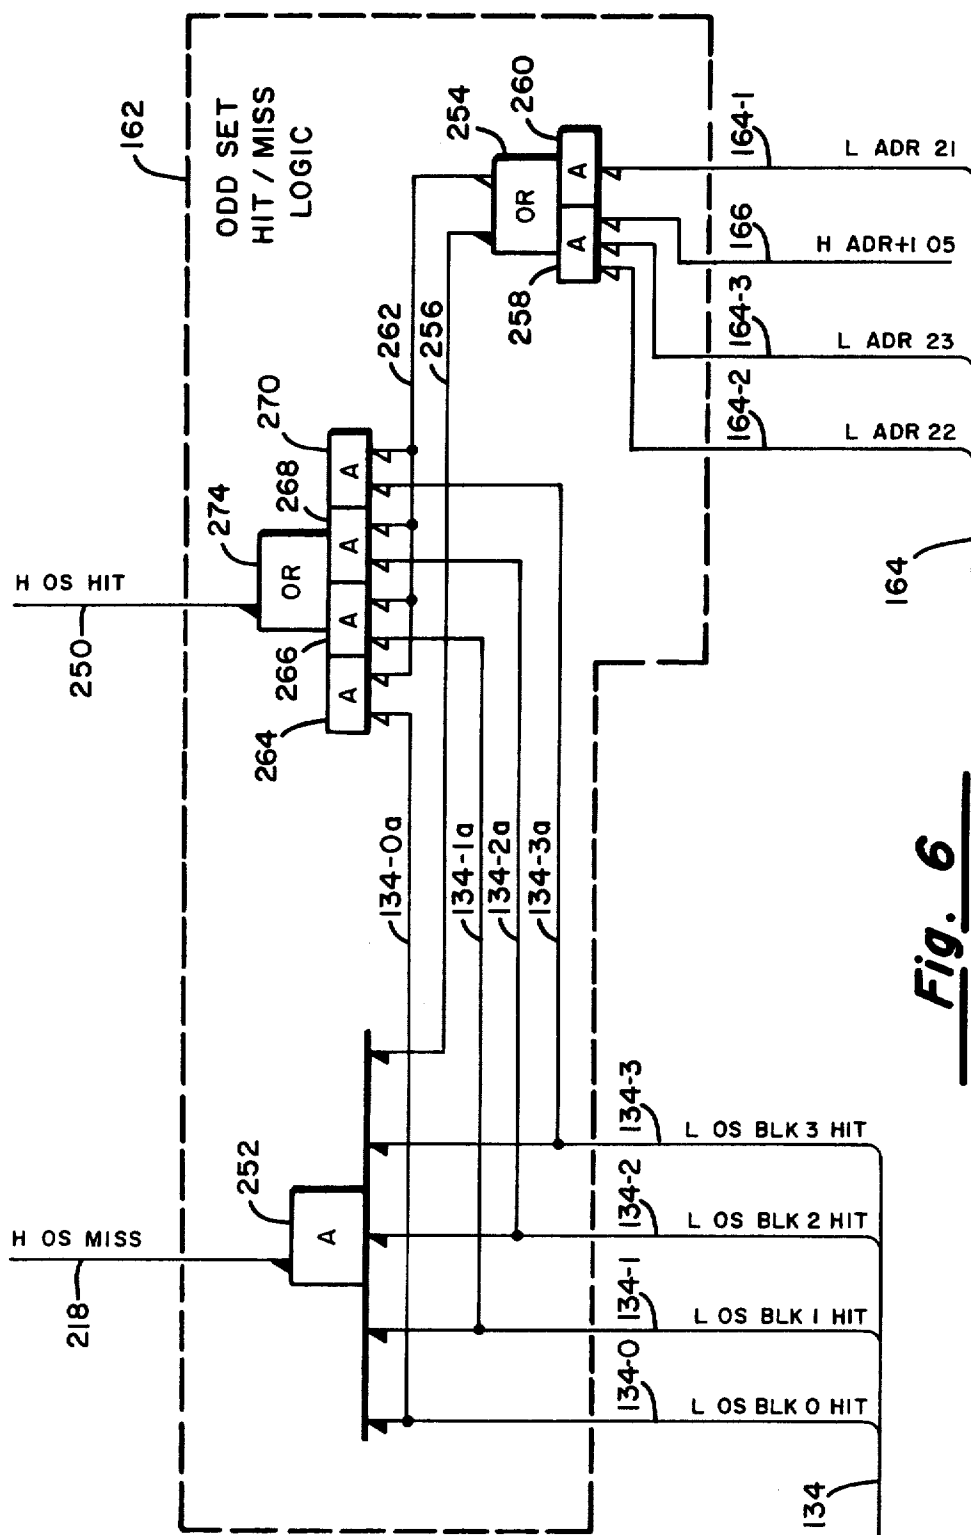 162
ODD SET
HIT / MISS
LOGIC
H OS MISS
218
252
A
H OS HIT
250
274
OR
264
266
268
270
A
A
A
A
262
256
254
OR
258
260
A
A
134-0a
134-1a
134-2a
134-3a
134
134-0
L OS BLK 0 HIT
134-1
L OS BLK 1 HIT
134-2
L OS BLK 2 HIT
134-3
L OS BLK 3 HIT
164
164-2
L ADR 22
164-3
L ADR 23
166
H ADR+1 05
164-1
L ADR 21
Fig. 6